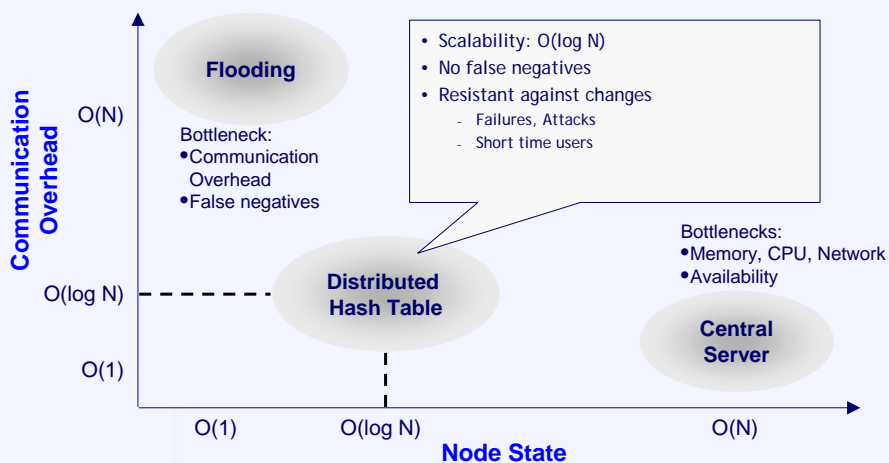 Communication
Overhead
O(N)
O(log N)
O(1)
Flooding
Bottleneck:
•Communication
Overhead
•False negatives
• Scalability: O(log N)
• No false negatives
• Resistant against changes
- Failures, Attacks
- Short time users
Distributed
Hash Table
Bottlenecks:
•Memory, CPU, Network
•Availability
Central
Server
O(1)
O(log N)
O(N)
Node State